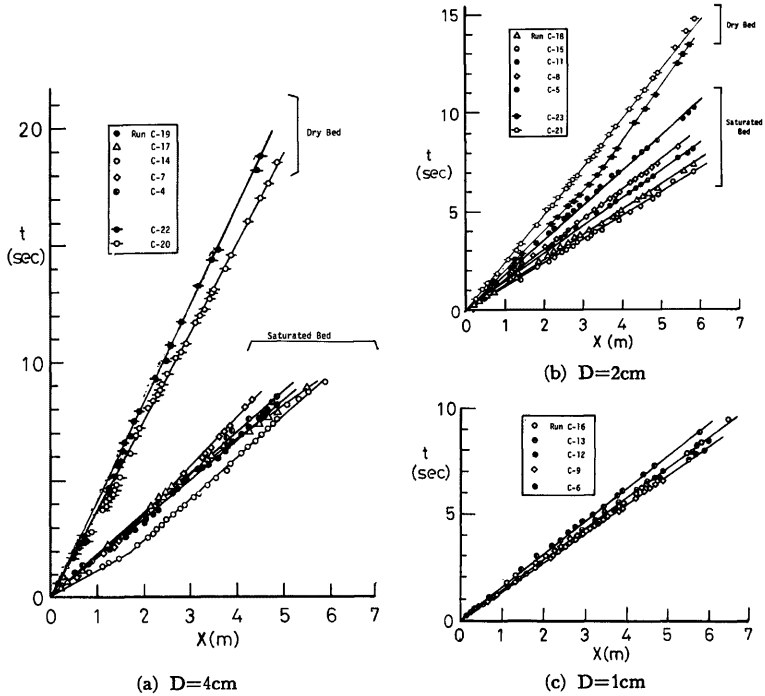 20
10
0
t
(sec)
Run C-19
C-17
C-14
C-7
C-4
C-22
C-20
Dry Bed
Saturated Bed
1 2 3 4 5 6 7
X(m)
(a) D=4cm
15
10
5
0
t
(sec)
Run C-18
C-15
C-11
C-8
C-5
C-23
C-21
Dry Bed
Saturated
Bed
1 2 3 4 5 6 7
X(m)
(b) D=2cm
10
5
0
t
(sec)
Run C-16
C-13
C-12
C-9
C-6
0 1 2 3 4 5 6 7
X(m)
(c) D=1cm